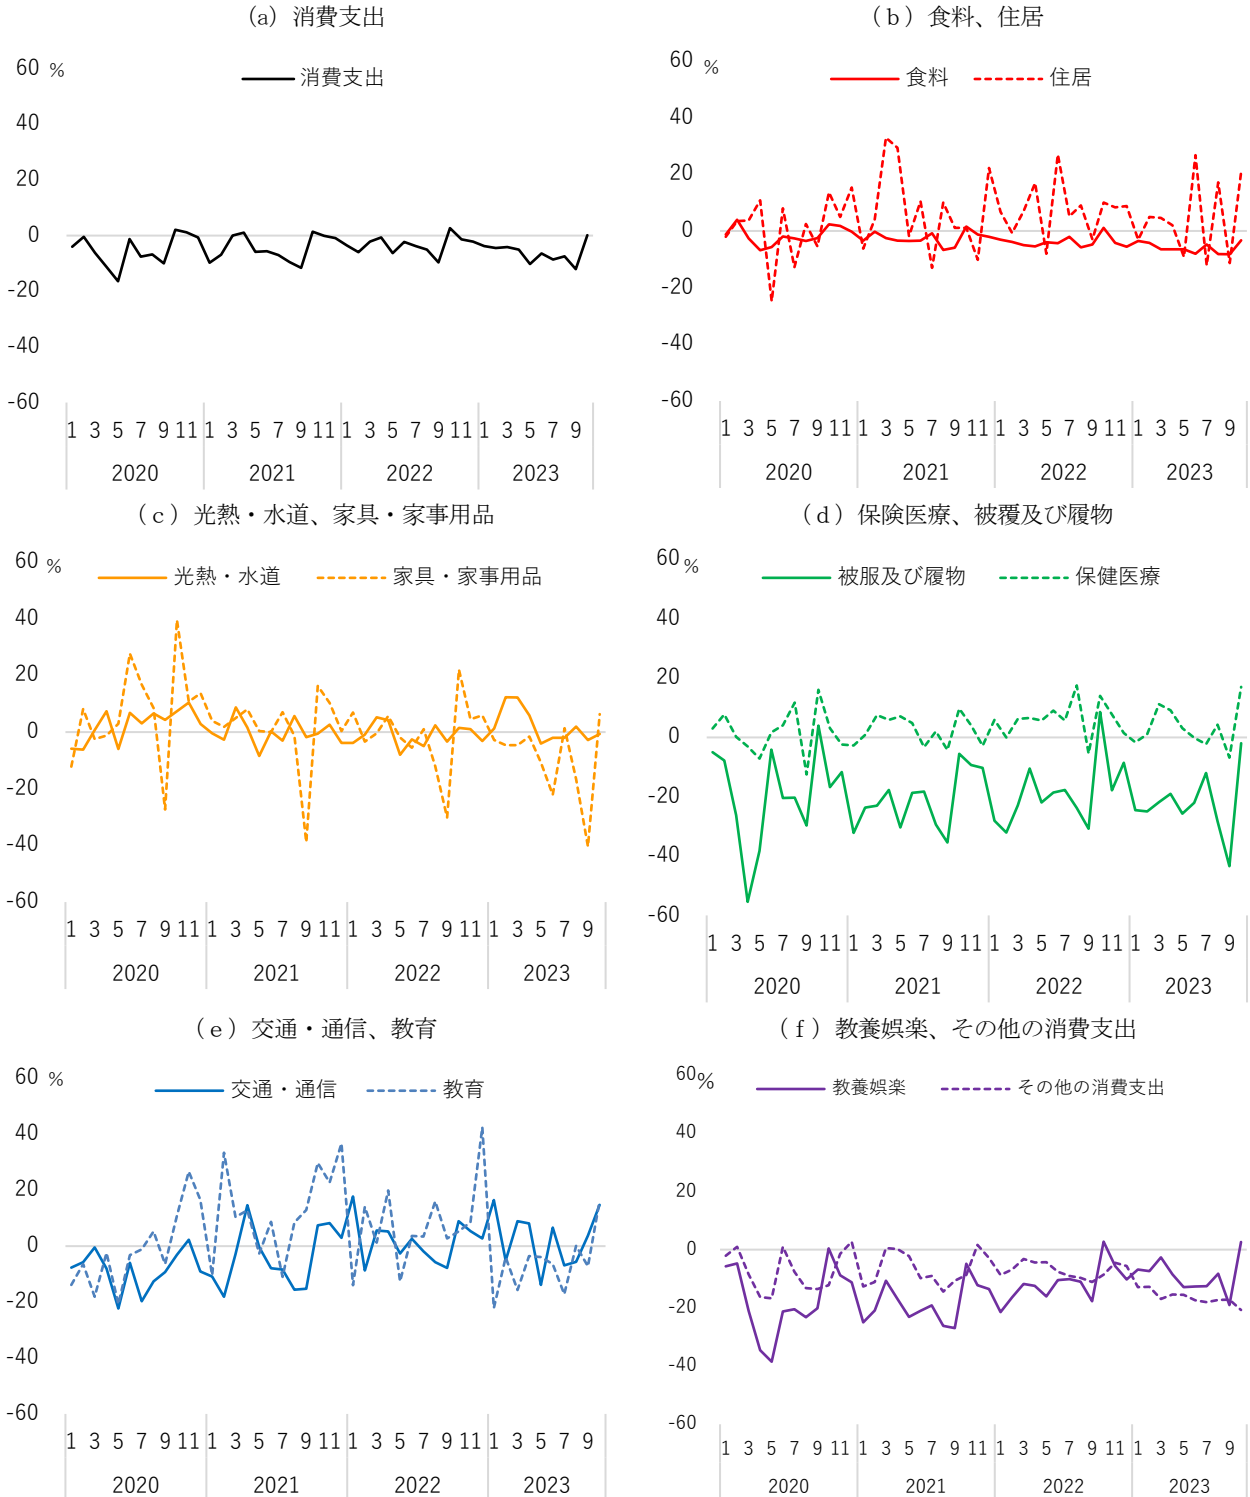 (a) 消費支出
60 %
消費支出
40
20
0
-20
-40
-60
1 3 5 7 9 11 1 3 5 7 9 11 1 3 5 7 9 11 1 3 5 7 9
2020 2021 2022 2023
(b) 食料、住居
60 %
食料 住居
40
20
0
-20
-40
-60
1 3 5 7 9 11 1 3 5 7 9 11 1 3 5 7 9 11 1 3 5 7 9
2020 2021 2022 2023
(c) 光熱・水道、家具・家事用品
60 %
光熱・水道 家具・家事用品
40
20
0
-20
-40
-60
1 3 5 7 9 11 1 3 5 7 9 11 1 3 5 7 9 11 1 3 5 7 9
2020 2021 2022 2023
(d) 保険医療、被覆及び履物
60 %
被服及び履物 保健医療
40
20
0
-20
-40
-60
1 3 5 7 9 11 1 3 5 7 9 11 1 3 5 7 9 11 1 3 5 7 9
2020 2021 2022 2023
(e) 交通・通信、教育
60 %
交通・通信 教育
40
20
0
-20
-40
-60
1 3 5 7 9 11 1 3 5 7 9 11 1 3 5 7 9 11 1 3 5 7 9
2020 2021 2022 2023
(f) 教養娯楽、その他の消費支出
60 %
教養娯楽 その他の消費支出
40
20
0
-20
-40
-60
1 3 5 7 9 11 1 3 5 7 9 11 1 3 5 7 9 11 1 3 5 7 9
2020 2021 2022 2023